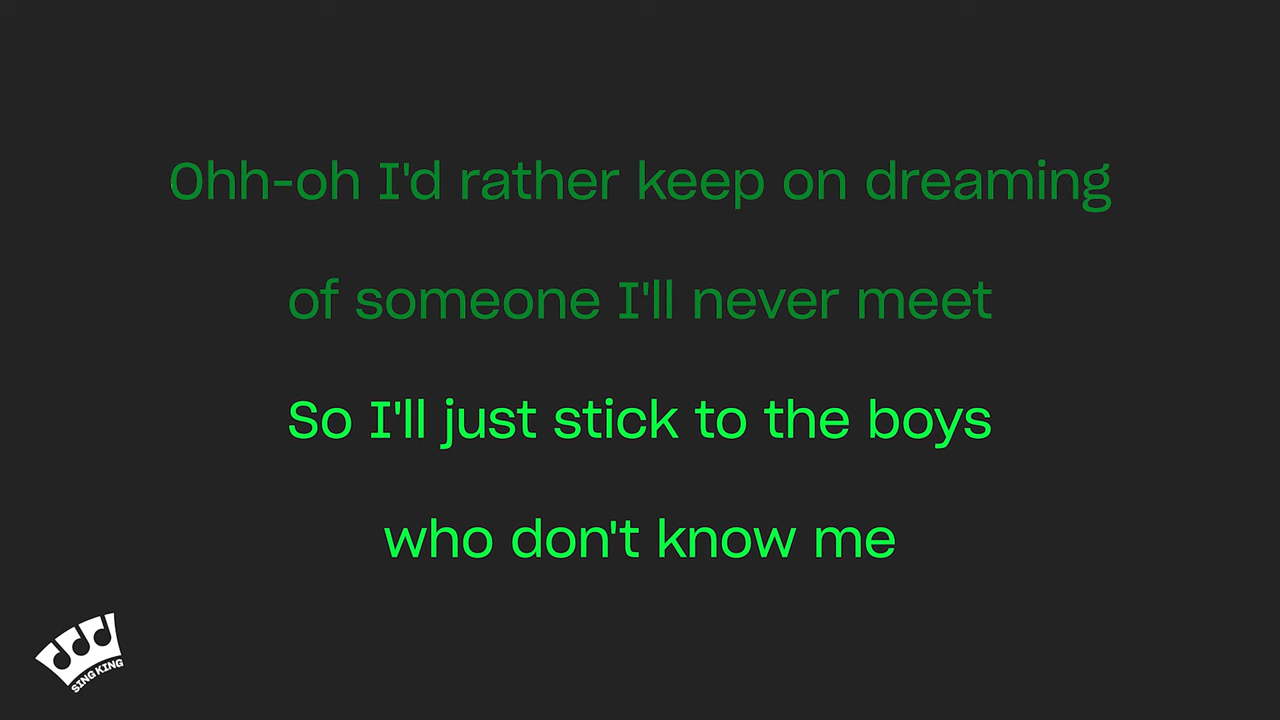 Ohh-oh I'd rather keep on dreaming
of someone I'll never meet
So I'll just stick to the boys
who don't know me
SING KING